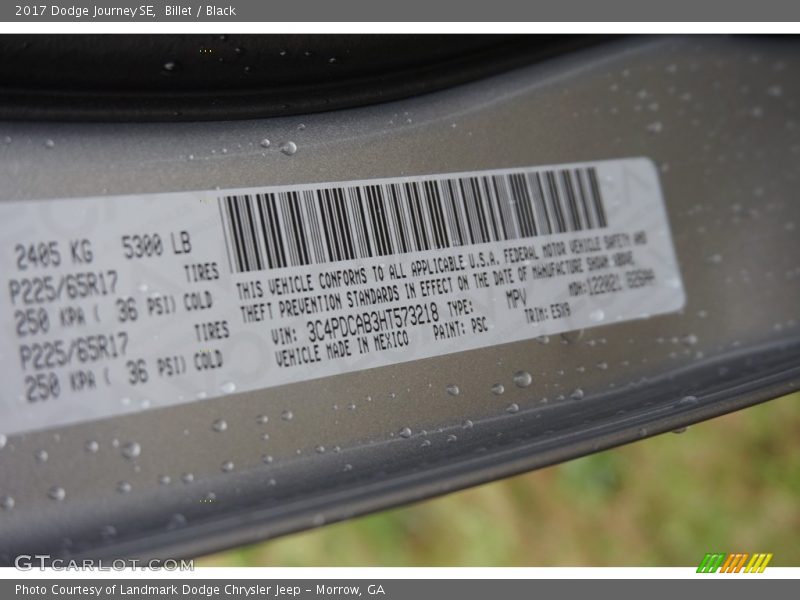 2017 Dodge Journey SE, Billet / Black
2405 KG 5300 LB
P225/65R17 TIRES
250 KPA ( 36 PSI) COLD
P225/65R17 TIRES
250 KPA ( 36 PSI) COLD
THIS VEHICLE CONFORMS TO ALL APPLICABLE U.S.A. FEDERAL MOTOR VEHICLE SAFETY AND
THEFT PREVENTION STANDARDS IN EFFECT ON THE DATE OF MANUFACTURE SHOWN ABOVE.
VIN: 3C4PDCAB3HT573218 TYPE: MPV MDH:
VEHICLE MADE IN MEXICO PAINT: PSC TRIM: E5X9
GTCARLOT.COM
Photo Courtesy of Landmark Dodge Chrysler Jeep – Morrow, GA